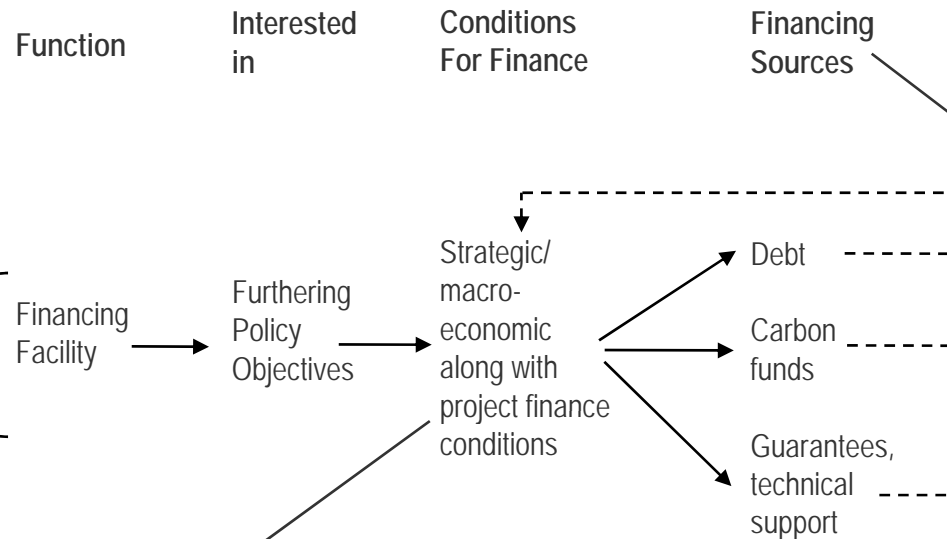 Function
Interested
in
Conditions
For Finance
Financing
Sources
Financing
Facility
Furthering
Policy
Objectives
Strategic/
macro-
economic
along with
project finance
conditions
Debt
Carbon
funds
Guarantees,
technical
support